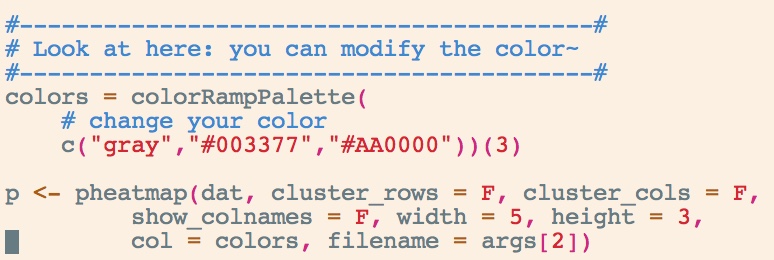 #-----------------------------------------#
# Look at here: you can modify the color~
#-----------------------------------------#
colors = colorRampPalette(
    # change your color
    c("gray","#003377","#AA0000"))(3)

p <- pheatmap(dat, cluster_rows = F, cluster_cols = F,
         show_colnames = F, width = 5, height = 3,
         col = colors, filename = args[2])